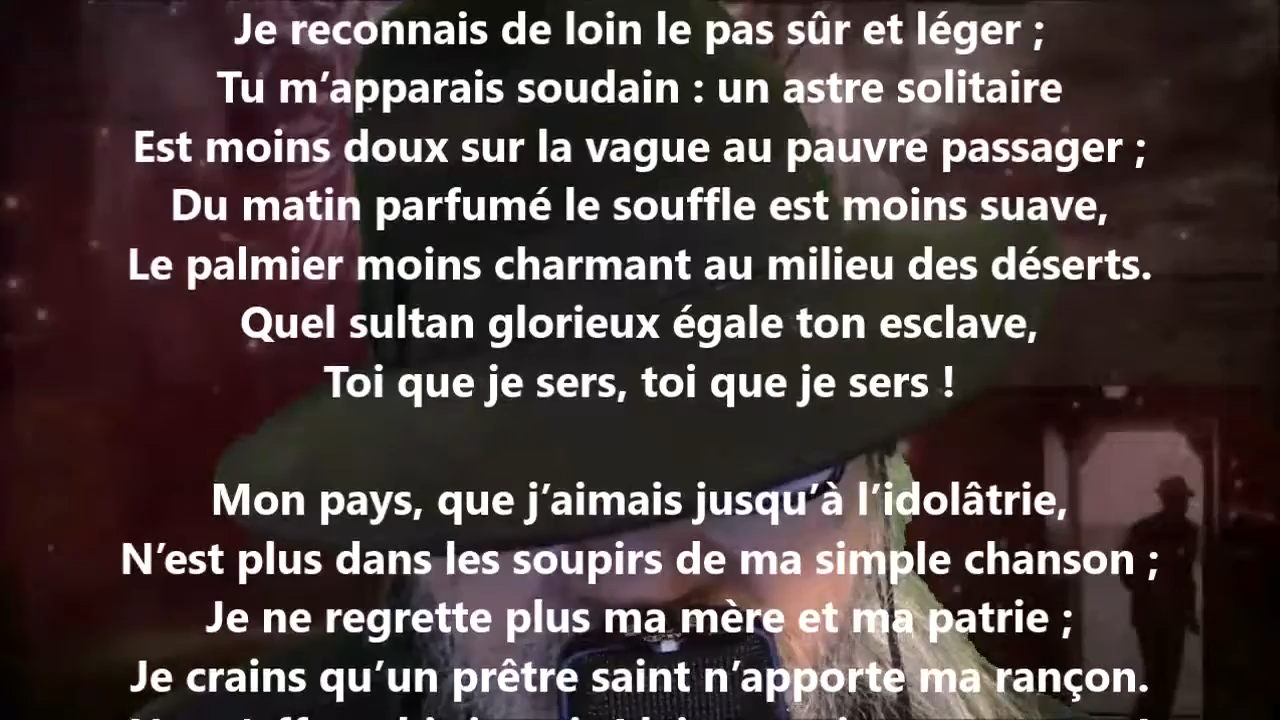 Je reconnais de loin le pas sûr et léger ;
Tu m’apparais soudain : un astre solitaire
Est moins doux sur la vague au pauvre passager ;
Du matin parfumé le souffle est moins suave,
Le palmier moins charmant au milieu des déserts.
Quel sultan glorieux égale ton esclave,
Toi que je sers, toi que je sers !
Mon pays, que j’aimais jusqu’à l’idolâtrie,
N’est plus dans les soupirs de ma simple chanson ;
Je ne regrette plus ma mère et ma patrie ;
Je crains qu’un prêtre saint n’apporte ma rançon.